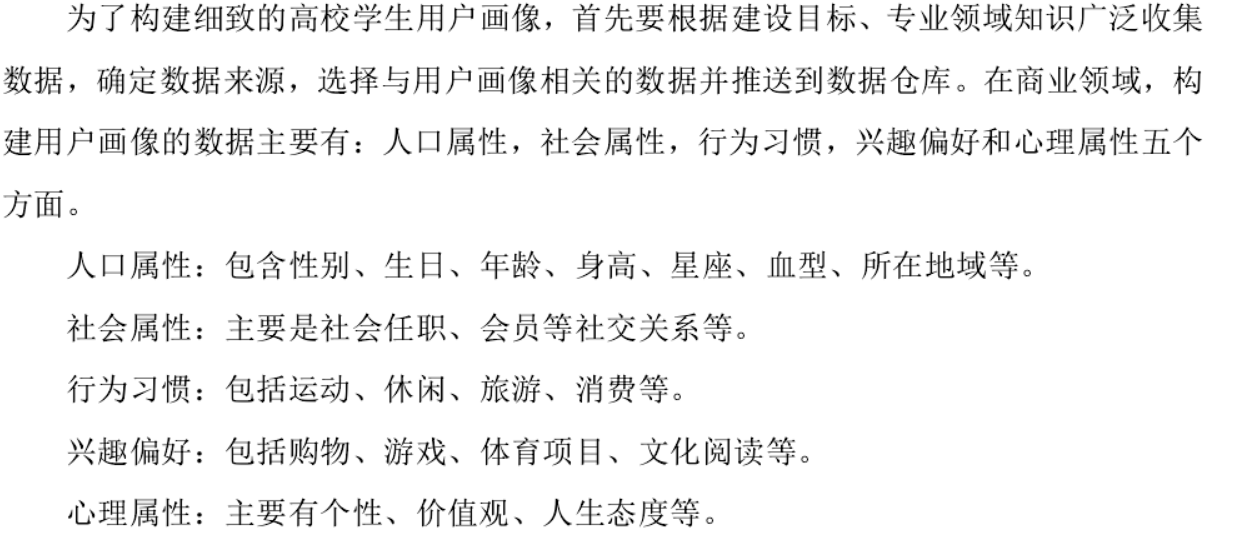 为了构建细致的高校学生用户画像，首先要根据建设目标、专业领域知识广泛收集
数据，确定数据来源，选择与用户画像相关的数据并推送到数据仓库。在商业领域，构
建用户画像的数据主要有：人口属性，社会属性，行为习惯，兴趣偏好和心理属性五个
方面。
人口属性：包含性别、生日、年龄、身高、星座、血型、所在地域等。
社会属性：主要是社会任职、会员等社交关系等。
行为习惯：包括运动、休闲、旅游、消费等。
兴趣偏好：包括购物、游戏、体育项目、文化阅读等。
心理属性：主要有个性、价值观、人生态度等。